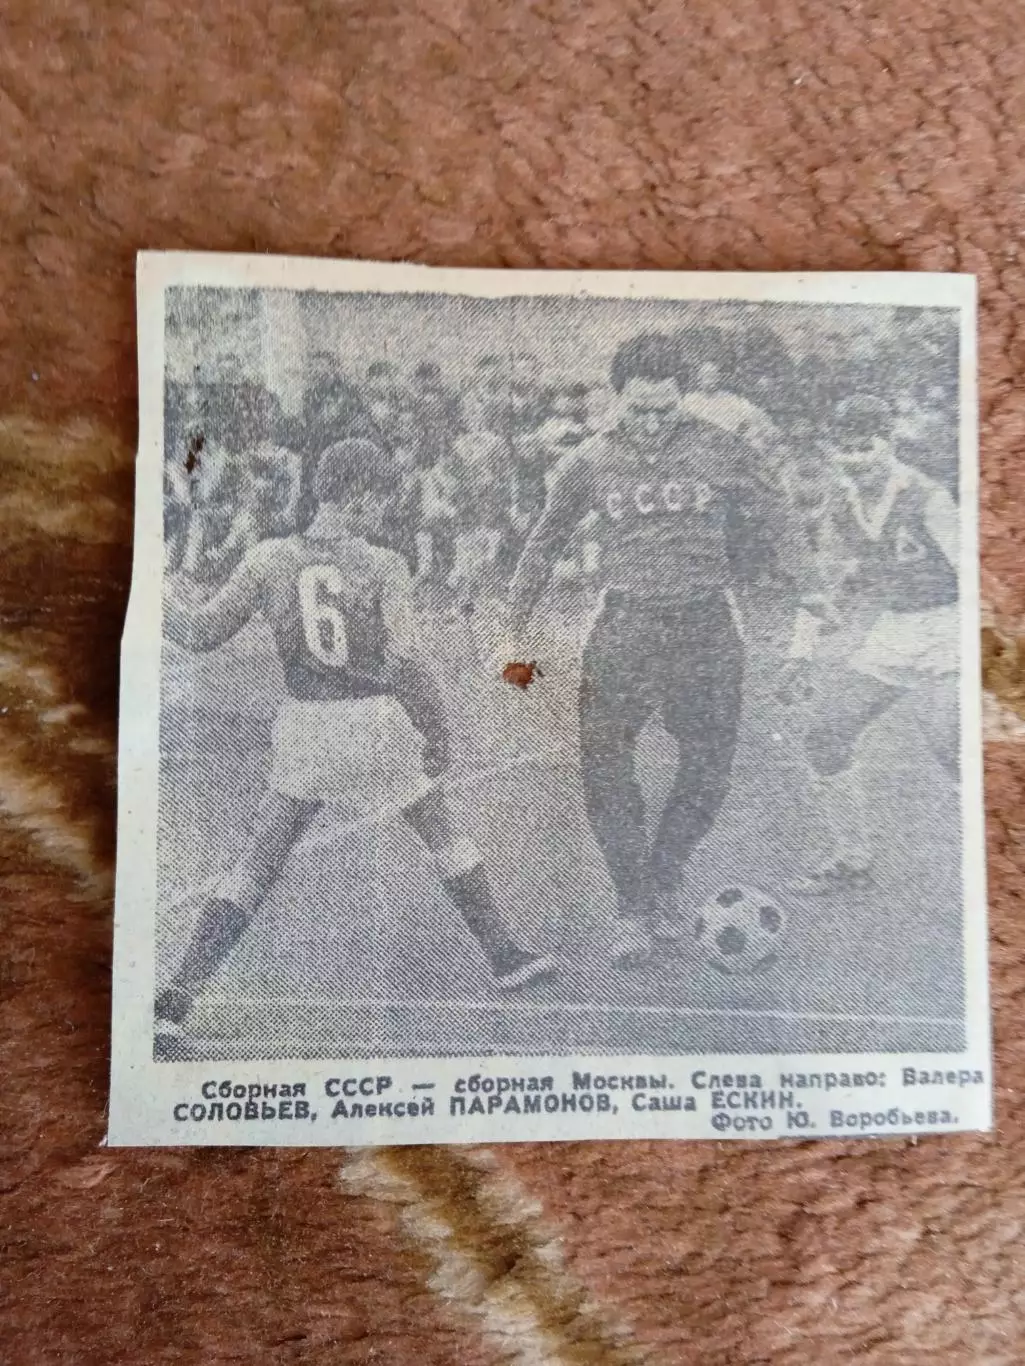 6
СССР
Сборная СССР — сборная Москвы. Слева направо: Валера
СОЛОВЬЕВ, Алексей ПАРАМОНОВ, Саша ЕСКИН.
Фото Ю. Воробьева.